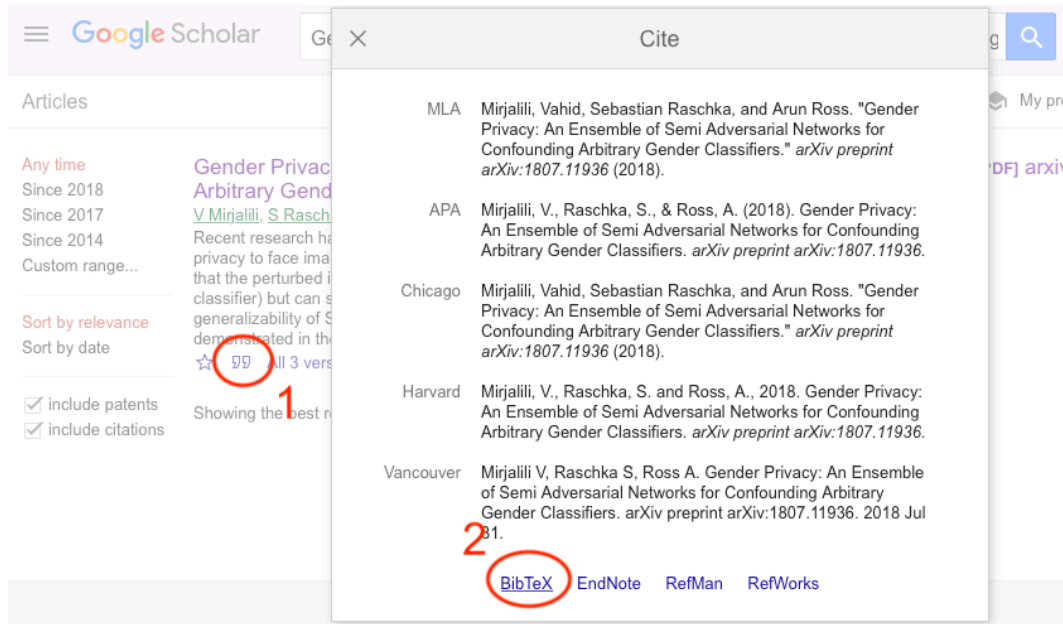 Google Scholar
Ge
Cite
g
Articles
My pro
Any time
Since 2018
Since 2017
Since 2014
Custom range...
Sort by relevance
Sort by date
include patents
include citations
Gender Privac
Arbitrary Gend
V Mirjalili, S Rasch
Recent research ha
privacy to face ima
that the perturbed i
classifier) but can s
generalizability of S
demonstrated in the
All 3 vers
1
Showing the best re
MLA Mirjalili, Vahid, Sebastian Raschka, and Arun Ross. "Gender
Privacy: An Ensemble of Semi Adversarial Networks for
Confounding Arbitrary Gender Classifiers." arXiv preprint
arXiv:1807.11936 (2018).
APA Mirjalili, V., Raschka, S., & Ross, A. (2018). Gender Privacy:
An Ensemble of Semi Adversarial Networks for Confounding
Arbitrary Gender Classifiers. arXiv preprint arXiv:1807.11936.
Chicago Mirjalili, Vahid, Sebastian Raschka, and Arun Ross. "Gender
Privacy: An Ensemble of Semi Adversarial Networks for
Confounding Arbitrary Gender Classifiers." arXiv preprint
arXiv:1807.11936 (2018).
Harvard Mirjalili, V., Raschka, S. and Ross, A., 2018. Gender Privacy:
An Ensemble of Semi Adversarial Networks for Confounding
Arbitrary Gender Classifiers. arXiv preprint arXiv:1807.11936.
Vancouver Mirjalili V, Raschka S, Ross A. Gender Privacy: An Ensemble
of Semi Adversarial Networks for Confounding Arbitrary
Gender Classifiers. arXiv preprint arXiv:1807.11936. 2018 Jul
31.
2
BibTeX EndNote RefMan RefWorks
PDF] arxiv